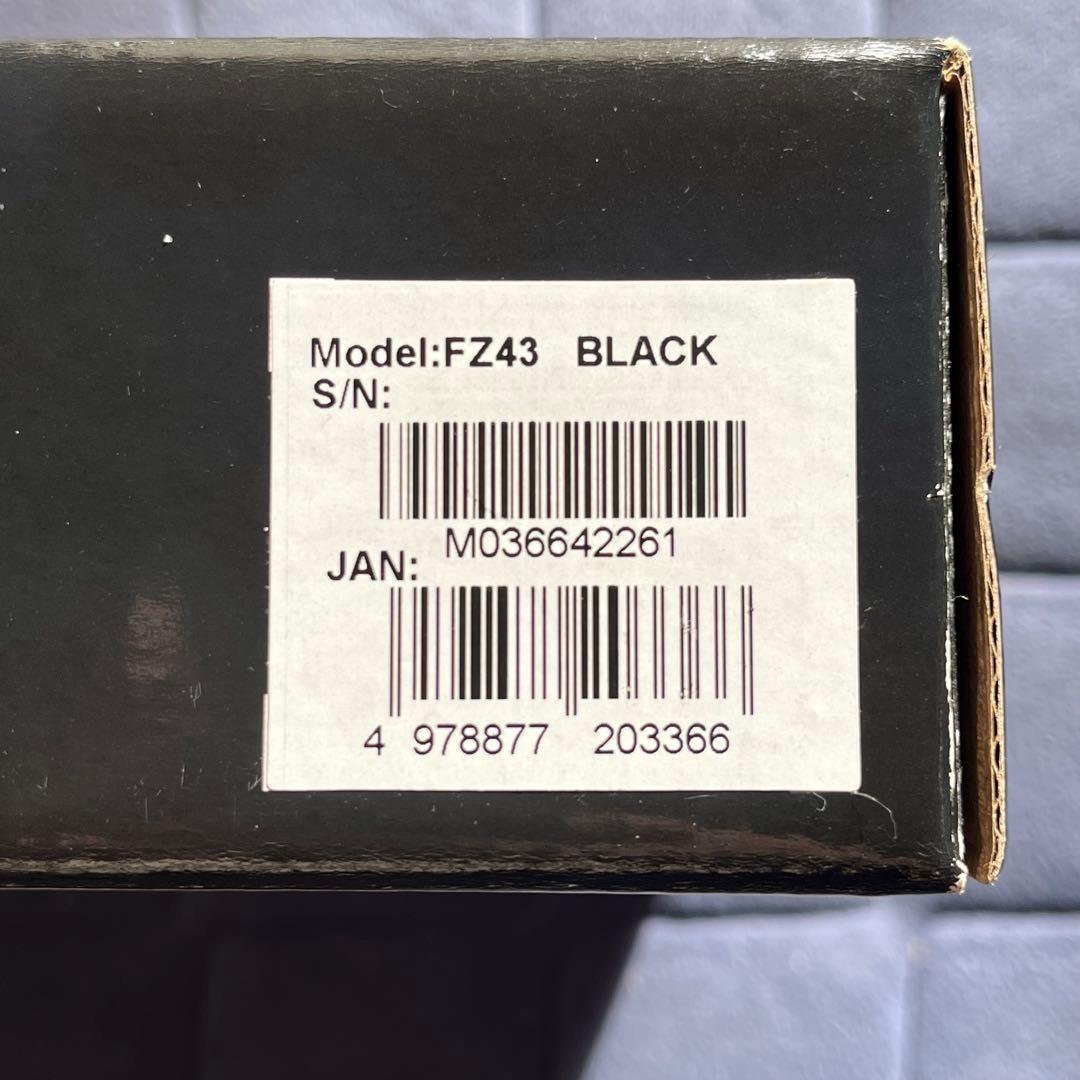 Model:FZ43 BLACK
S/N:
M036642261
JAN:
4 978877 203366